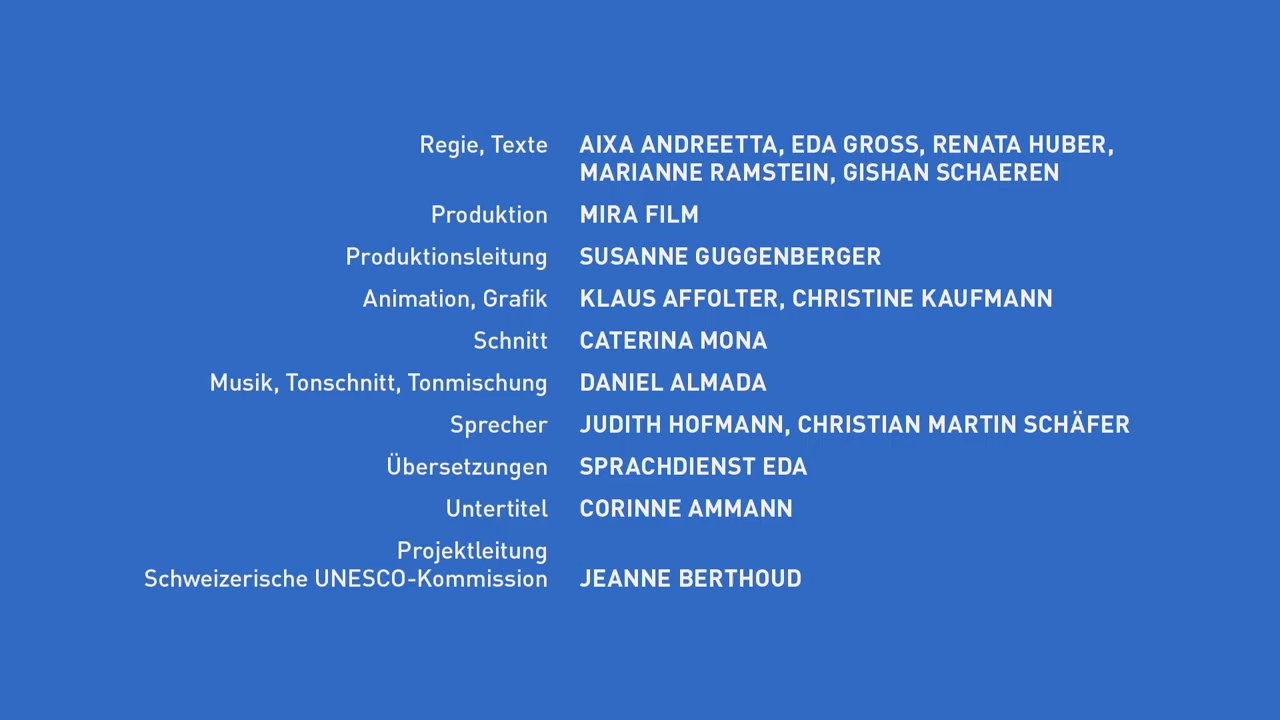 Regie, Texte AIXA ANDREETTA, EDA GROSS, RENATA HUBER,
MARIANNE RAMSTEIN, GISHAN SCHAEREN
Produktion MIRA FILM
Produktionsleitung SUSANNE GUGGENBERGER
Animation, Grafik KLAUS AFFOLTER, CHRISTINE KAUFMANN
Schnitt CATERINA MONA
Musik, Tonschnitt, Tonmischung DANIEL ALMADA
Sprecher JUDITH HOFMANN, CHRISTIAN MARTIN SCHÄFER
Übersetzungen SPRACHDIENST EDA
Untertitel CORINNE AMMANN
Projektleitung
Schweizerische UNESCO-Kommission JEANNE BERTHOUD